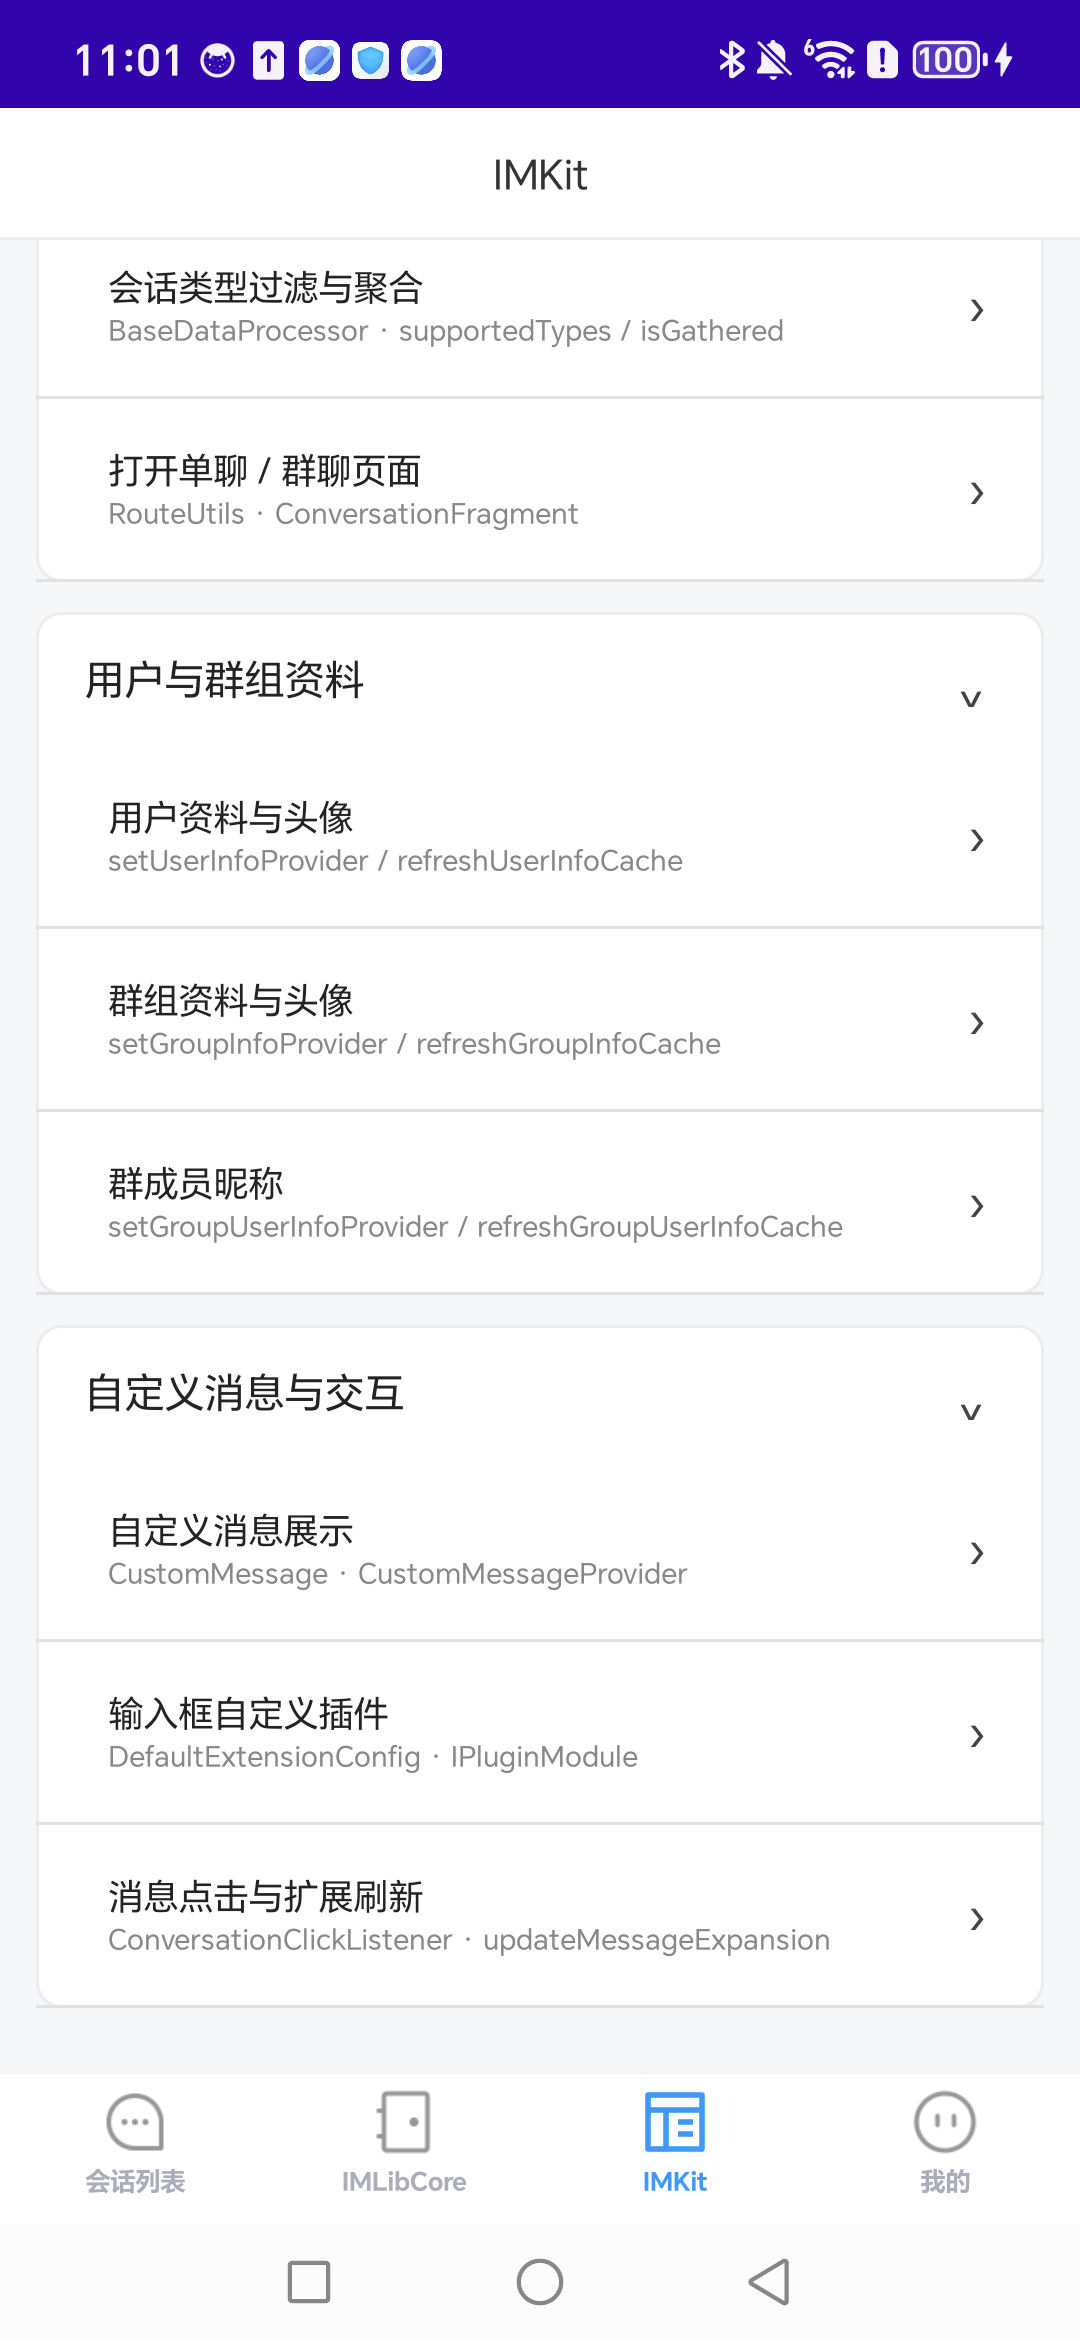 11:01
6
100
IMKit
会话类型过滤与聚合
BaseDataProcessor · supportedTypes / isGathered
打开单聊 / 群聊页面
RouteUtils · ConversationFragment
用户与群组资料
用户资料与头像
setUserInfoProvider / refreshUserInfoCache
群组资料与头像
setGroupInfoProvider / refreshGroupInfoCache
群成员昵称
setGroupUserInfoProvider / refreshGroupUserInfoCache
自定义消息与交互
自定义消息展示
CustomMessage · CustomMessageProvider
输入框自定义插件
DefaultExtensionConfig · IPluginModule
消息点击与扩展刷新
ConversationClickListener · updateMessageExpansion
会话列表
IMLibCore
IMKit
我的